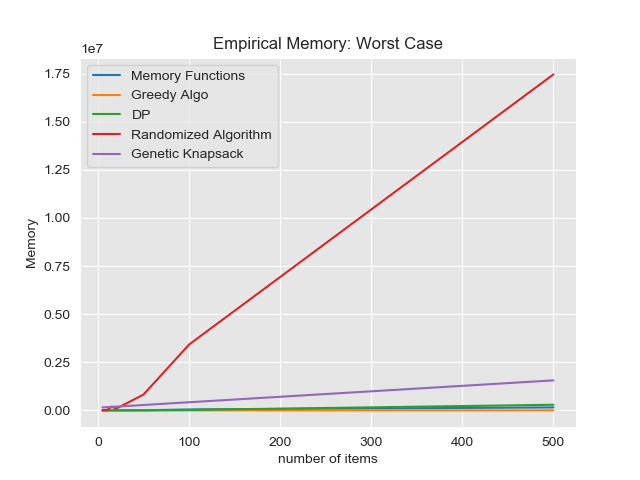 Empirical Memory: Worst Case
1e7
1.75
1.50
1.25
1.00
0.75
0.50
0.25
0.00
Memory
Memory Functions
Greedy Algo
DP
Randomized Algorithm
Genetic Knapsack
0 100 200 300 400 500
number of items